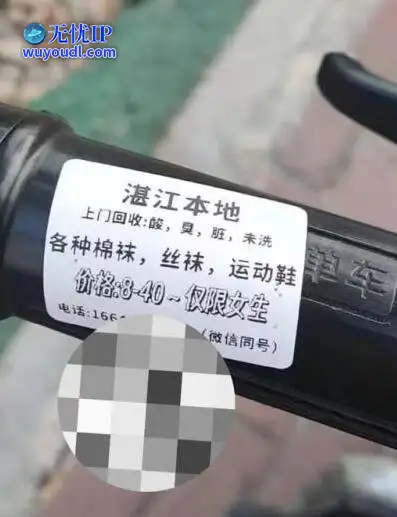 无忧IP
wuyoudl.com
湛江本地
上门回收:酸，臭，脏，未洗
各种棉袜，丝袜，运动鞋
价格:8-40～仅限女生
电话:166
(微信同号)
单车